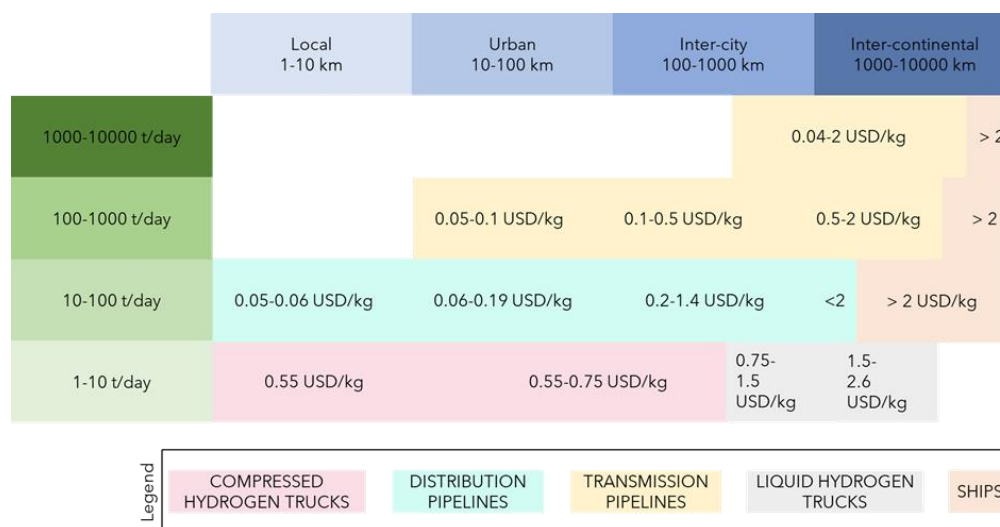 Local
1-10 km
Urban
10-100 km
Inter-city
100-1000 km
Inter-continental
1000-10000 km
1000-10000 t/day
0.04-2 USD/kg
> 2
100-1000 t/day
0.05-0.1 USD/kg
0.1-0.5 USD/kg
0.5-2 USD/kg
> 2
10-100 t/day
0.05-0.06 USD/kg
0.06-0.19 USD/kg
0.2-1.4 USD/kg
<2
> 2 USD/kg
1-10 t/day
0.55 USD/kg
0.55-0.75 USD/kg
0.75-
1.5
USD/kg
1.5-
2.6
USD/kg
Legend
COMPRESSED
HYDROGEN TRUCKS
DISTRIBUTION
PIPELINES
TRANSMISSION
PIPELINES
LIQUID HYDROGEN
TRUCKS
SHIPS